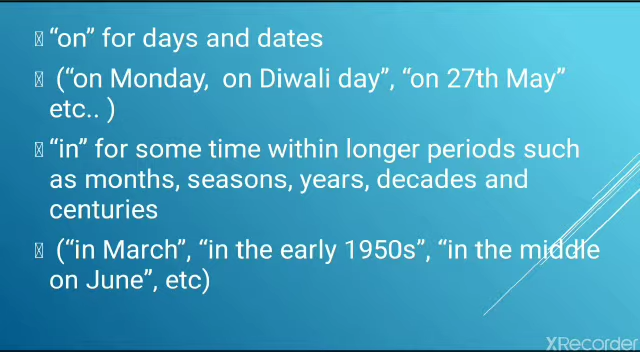 “on” for days and dates
(“on Monday, on Diwali day”, “on 27th May”
etc.. )
“in” for some time within longer periods such
as months, seasons, years, decades and
centuries
(“in March”, “in the early 1950s”, “in the middle
on June”, etc)
XRecorder